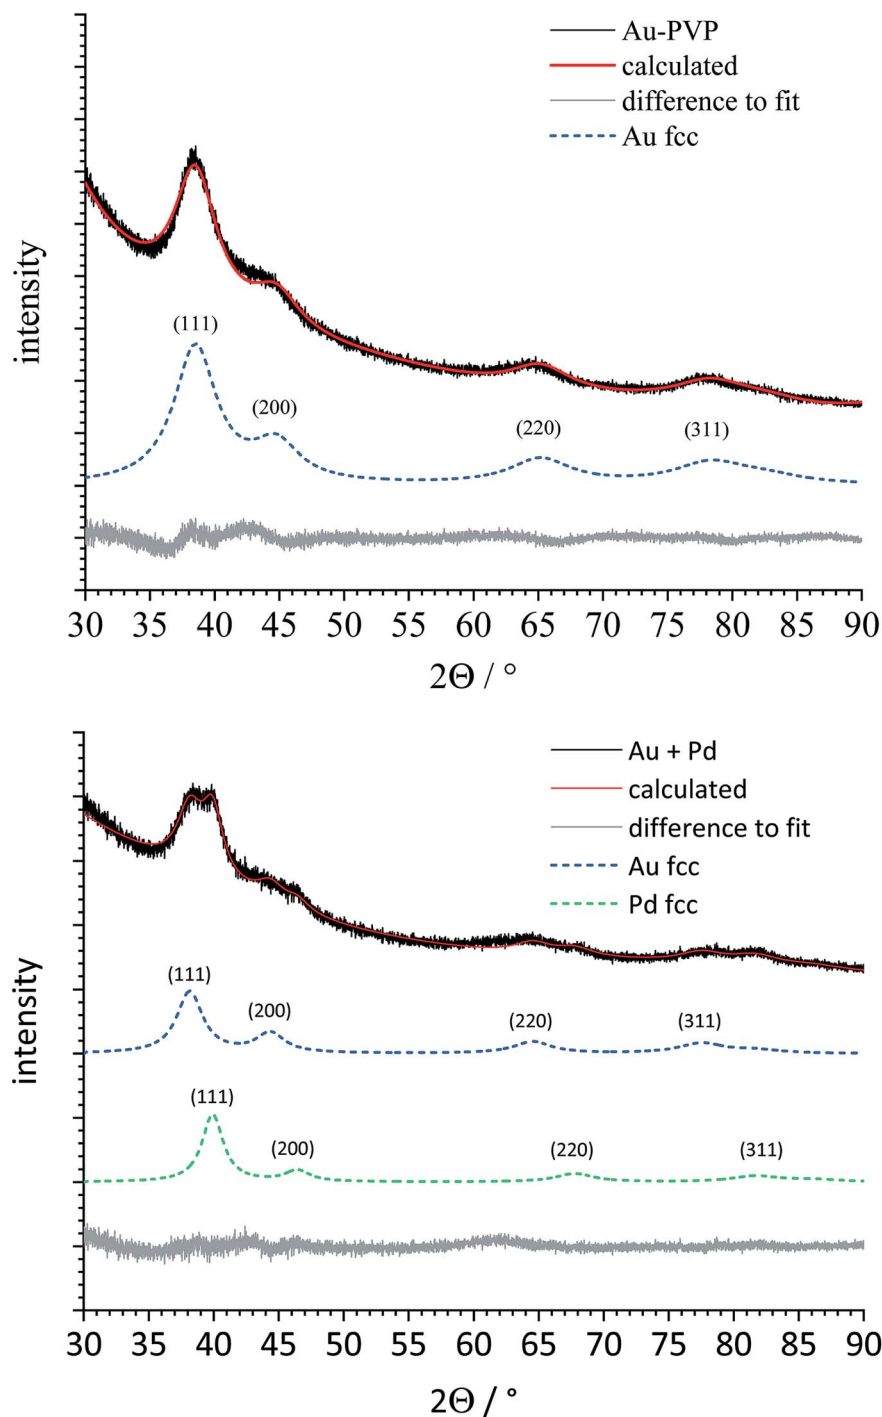 Au-PVP
calculated
difference to fit
Au fcc
intensity
(111)
(200)
(220)
(311)
30 35 40 45 50 55 60 65 70 75 80 85 90
2Θ / °
Au + Pd
calculated
difference to fit
Au fcc
Pd fcc
intensity
(111)
(200)
(220)
(311)
(111)
(200)
(220)
(311)
30 35 40 45 50 55 60 65 70 75 80 85 90
2Θ / °